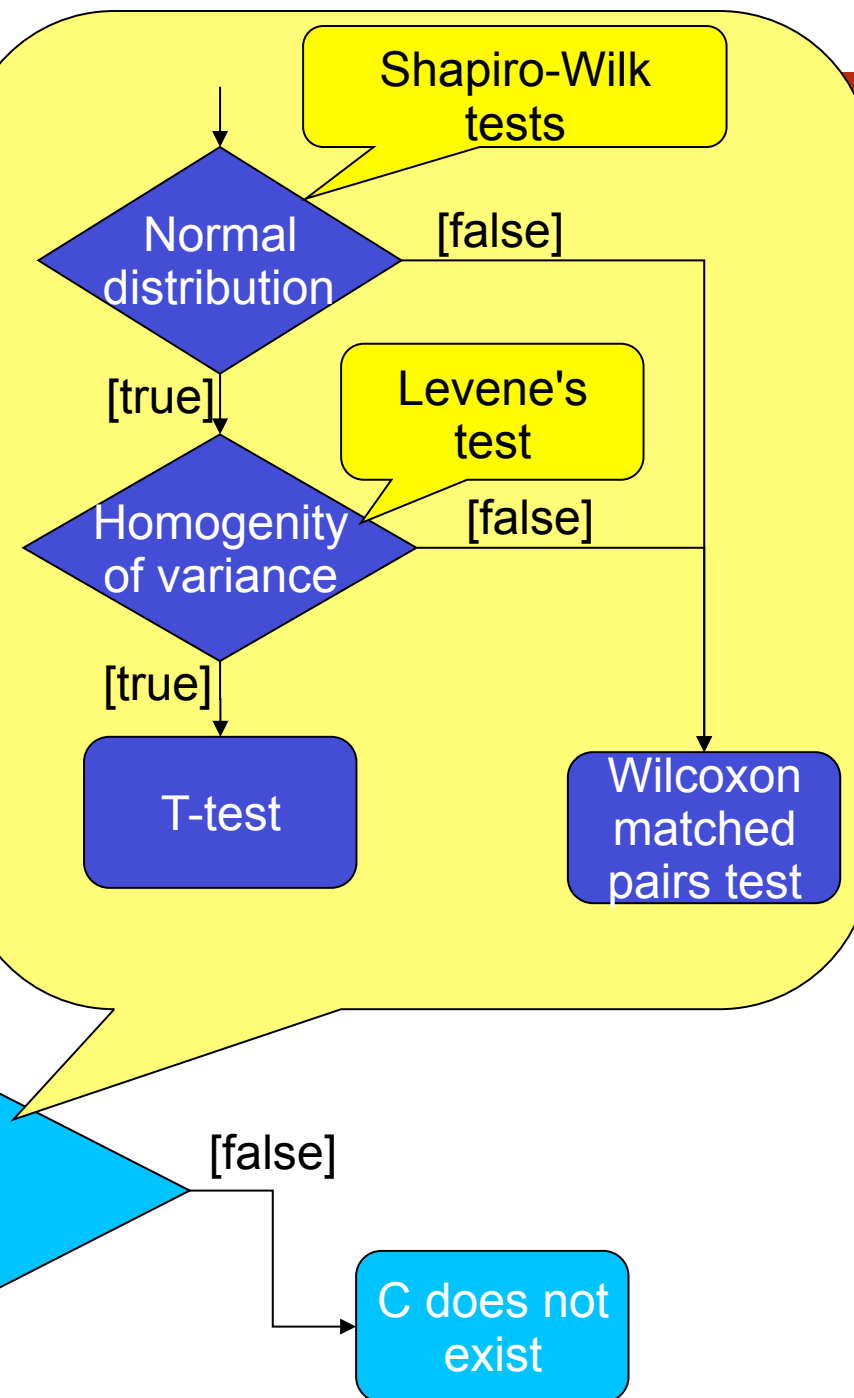 Shapiro-Wilk
tests
Normal
distribution
[false]
[true]
Levene's
test
Homogenity
of variance
[false]
[true]
T-test
Wilcoxon
matched
pairs test
[false]
C does not
exist